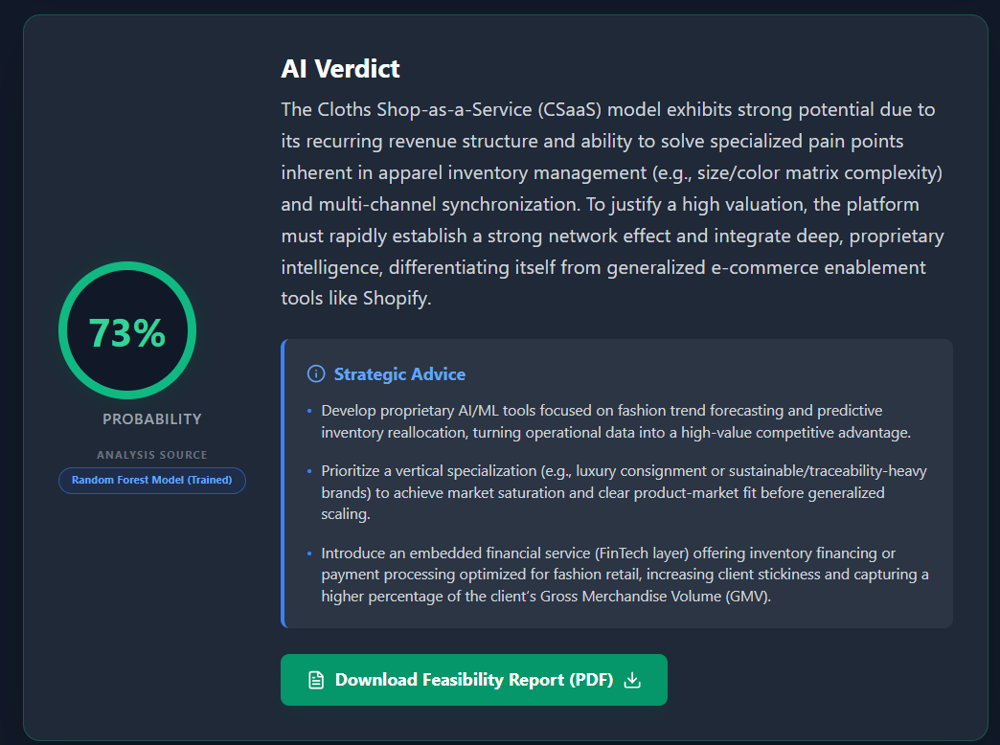 AI Verdict
The Cloths Shop-as-a-Service (CSaaS) model exhibits strong potential due to
its recurring revenue structure and ability to solve specialized pain points
inherent in apparel inventory management (e.g., size/color matrix complexity)
and multi-channel synchronization. To justify a high valuation, the platform
must rapidly establish a strong network effect and integrate deep, proprietary
intelligence, differentiating itself from generalized e-commerce enablement
tools like Shopify.
73%
PROBABILITY
ANALYSIS SOURCE
Random Forest Model (Trained)
Strategic Advice
• Develop proprietary AI/ML tools focused on fashion trend forecasting and predictive
inventory reallocation, turning operational data into a high-value competitive advantage.
• Prioritize a vertical specialization (e.g., luxury consignment or sustainable/traceability-heavy
brands) to achieve market saturation and clear product-market fit before generalized
scaling.
• Introduce an embedded financial service (FinTech layer) offering inventory financing or
payment processing optimized for fashion retail, increasing client stickiness and capturing a
higher percentage of the client’s Gross Merchandise Volume (GMV).
Download Feasibility Report (PDF)